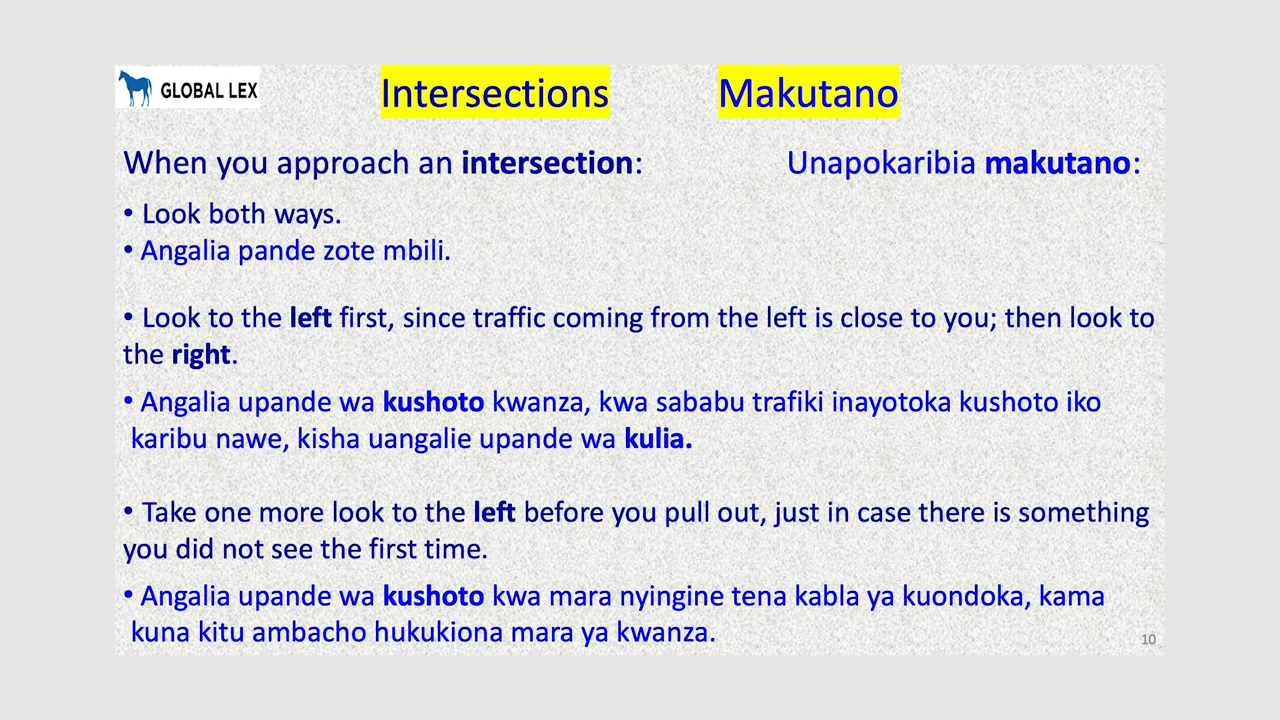 GLOBAL LEX
Intersections Makutano
When you approach an intersection: Unapokaribia makutano:
• Look both ways.
• Angalia pande zote mbili.
• Look to the left first, since traffic coming from the left is close to you; then look to
the right.
• Angalia upande wa kushoto kwanza, kwa sababu trafiki inayotoka kushoto iko
karibu nawe, kisha uangalie upande wa kulia.
• Take one more look to the left before you pull out, just in case there is something
you did not see the first time.
• Angalia upande wa kushoto kwa mara nyingine tena kabla ya kuondoka, kama
kuna kitu ambacho hukukiona mara ya kwanza.
10